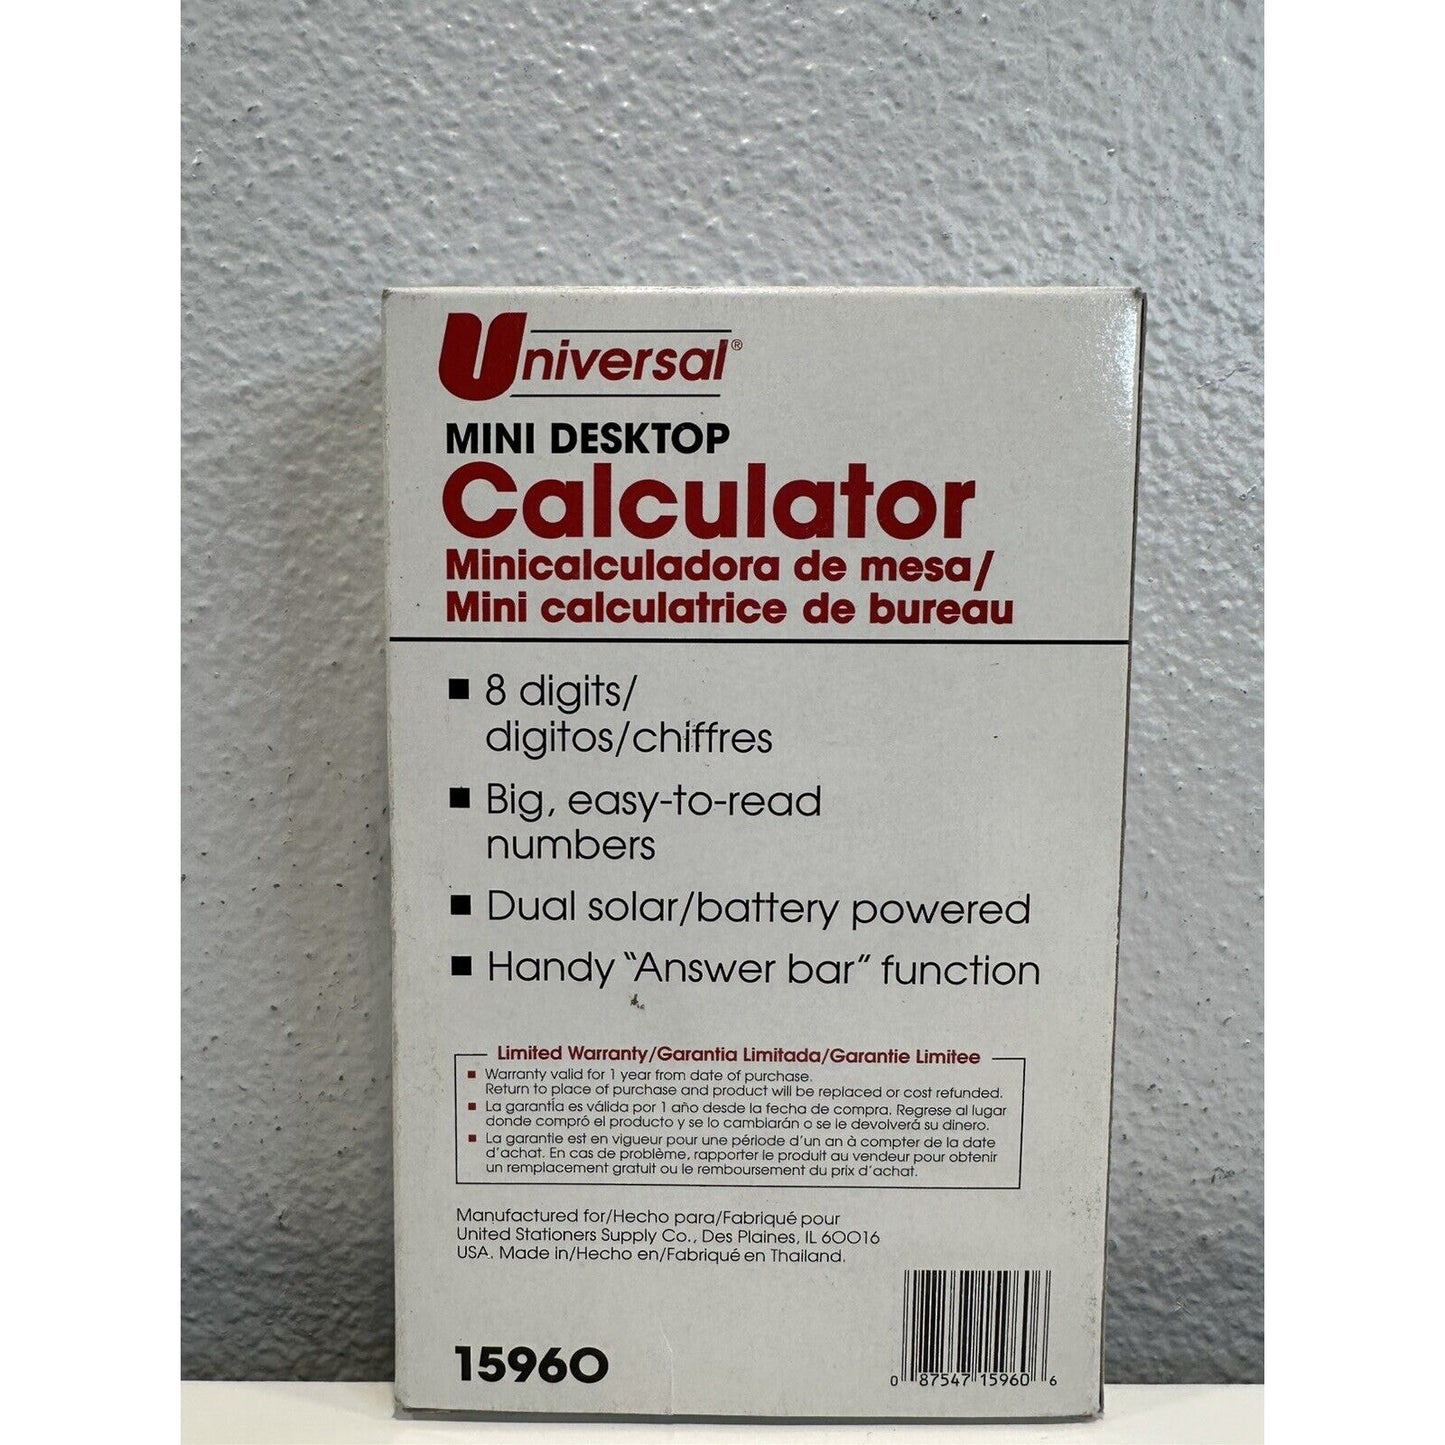 Universal®
MINI DESKTOP
Calculator
Minicalculadora de mesa/
Mini calculatrice de bureau
■ 8 digits/
digitos/chiffres
■ Big, easy-to-read
numbers
■ Dual solar/battery powered
■ Handy “Answer bar” function
Limited Warranty/Garantia Limitada/Garantie Limitee
■ Warranty valid for 1 year from date of purchase.
Return to place of purchase and product will be replaced or cost refunded.
■ La garantía es válida por 1 año desde la fecha de compra. Regrese al lugar
donde compró el producto y se lo cambiarán o se le devolverá su dinero.
■ La garantie est en vigueur pour une période d'un an à compter de la date
d'achat. En cas de problème, rapporter le produit au vendeur pour obtenir
un remplacement gratuit ou le remboursement du prix d'achat.
Manufactured for/Hecho para/Fabriqué pour
United Stationers Supply Co., Des Plaines, IL 60016
USA. Made in/Hecho en/Fabriqué en Thailand.
15960
0 87547 15960 6